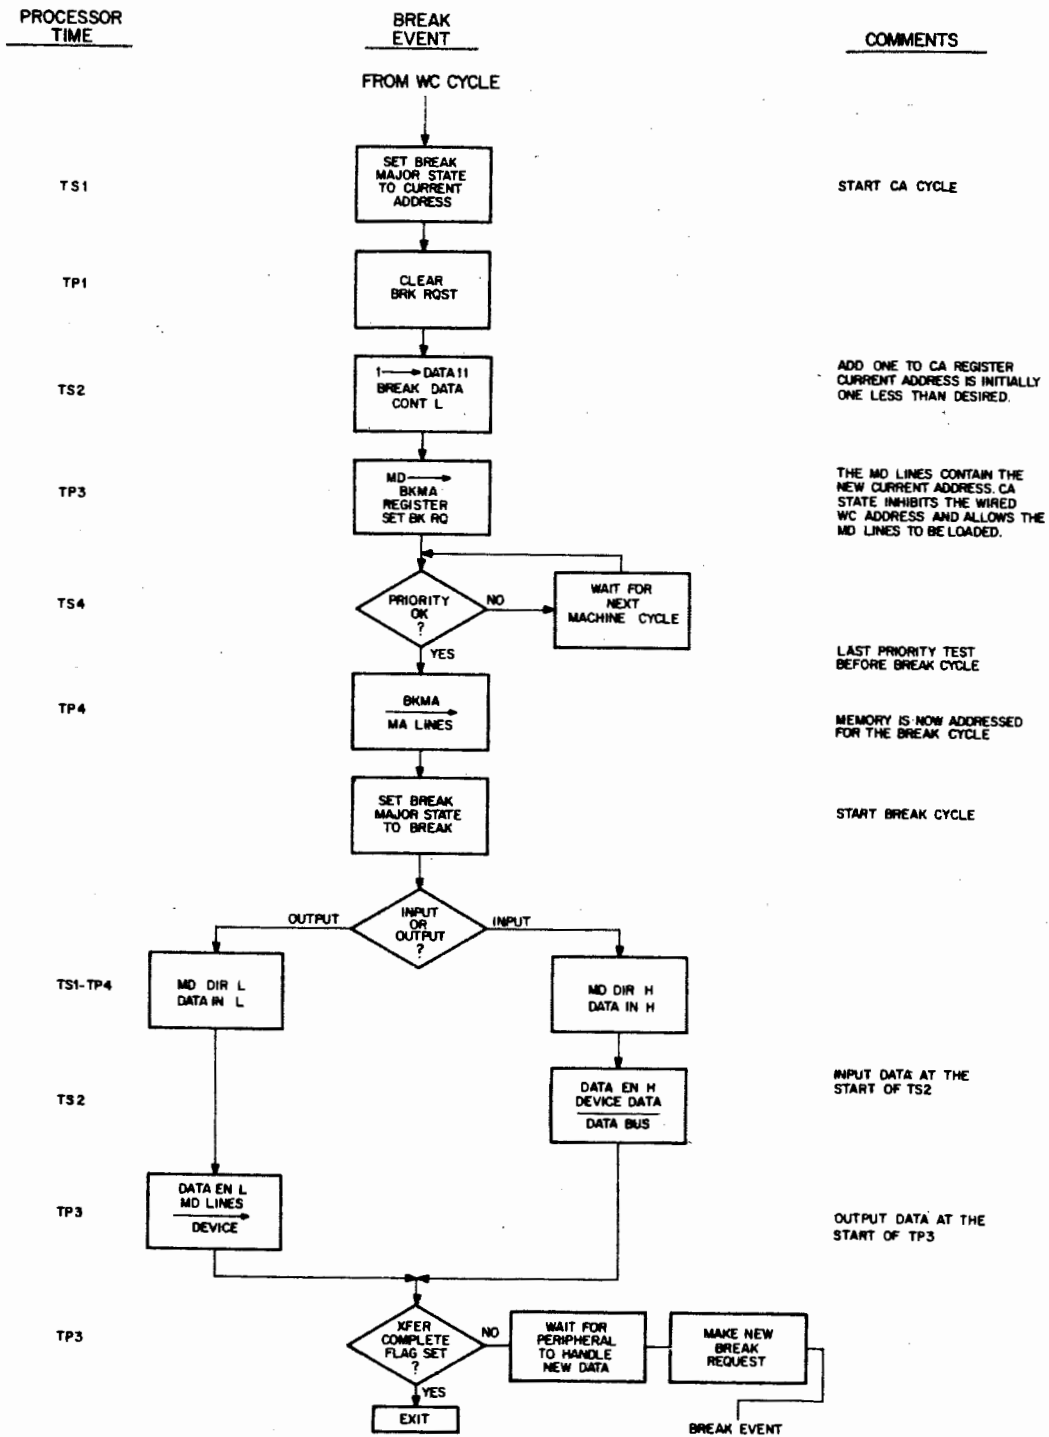 PROCESSOR
TIME
BREAK
EVENT
COMMENTS
FROM WC CYCLE
TS1
SET BREAK
MAJOR STATE
TO CURRENT
ADDRESS
START CA CYCLE
TP1
CLEAR
BRK RQST
TS2
1 → DATA 11
BREAK DATA
CONT L
ADD ONE TO CA REGISTER
CURRENT ADDRESS IS INITIALLY
ONE LESS THAN DESIRED.
TP3
MD →
BKMA
REGISTER
SET BK RQ
THE MD LINES CONTAIN THE
NEW CURRENT ADDRESS. CA
STATE INHIBITS THE WIRED
WC ADDRESS AND ALLOWS THE
MD LINES TO BE LOADED.
TS4
PRIORITY
OK
?
NO
WAIT FOR
NEXT
MACHINE CYCLE
YES
LAST PRIORITY TEST
BEFORE BREAK CYCLE
TP4
BKMA
MA LINES
MEMORY IS NOW ADDRESSED
FOR THE BREAK CYCLE
SET BREAK
MAJOR STATE
TO BREAK
START BREAK CYCLE
OUTPUT
INPUT
OR
OUTPUT
?
INPUT
TS1-TP4
MD DIR L
DATA IN L
MD DIR H
DATA IN H
TS2
DATA EN H
DEVICE DATA
DATA BUS
INPUT DATA AT THE
START OF TS2
TP3
DATA EN L
MD LINES
DEVICE
OUTPUT DATA AT THE
START OF TP3
TP3
XFER
COMPLETE
FLAG SET
?
NO
WAIT FOR
PERIPHERAL
TO HANDLE
NEW DATA
MAKE NEW
BREAK
REQUEST
YES
EXIT
BREAK EVENT